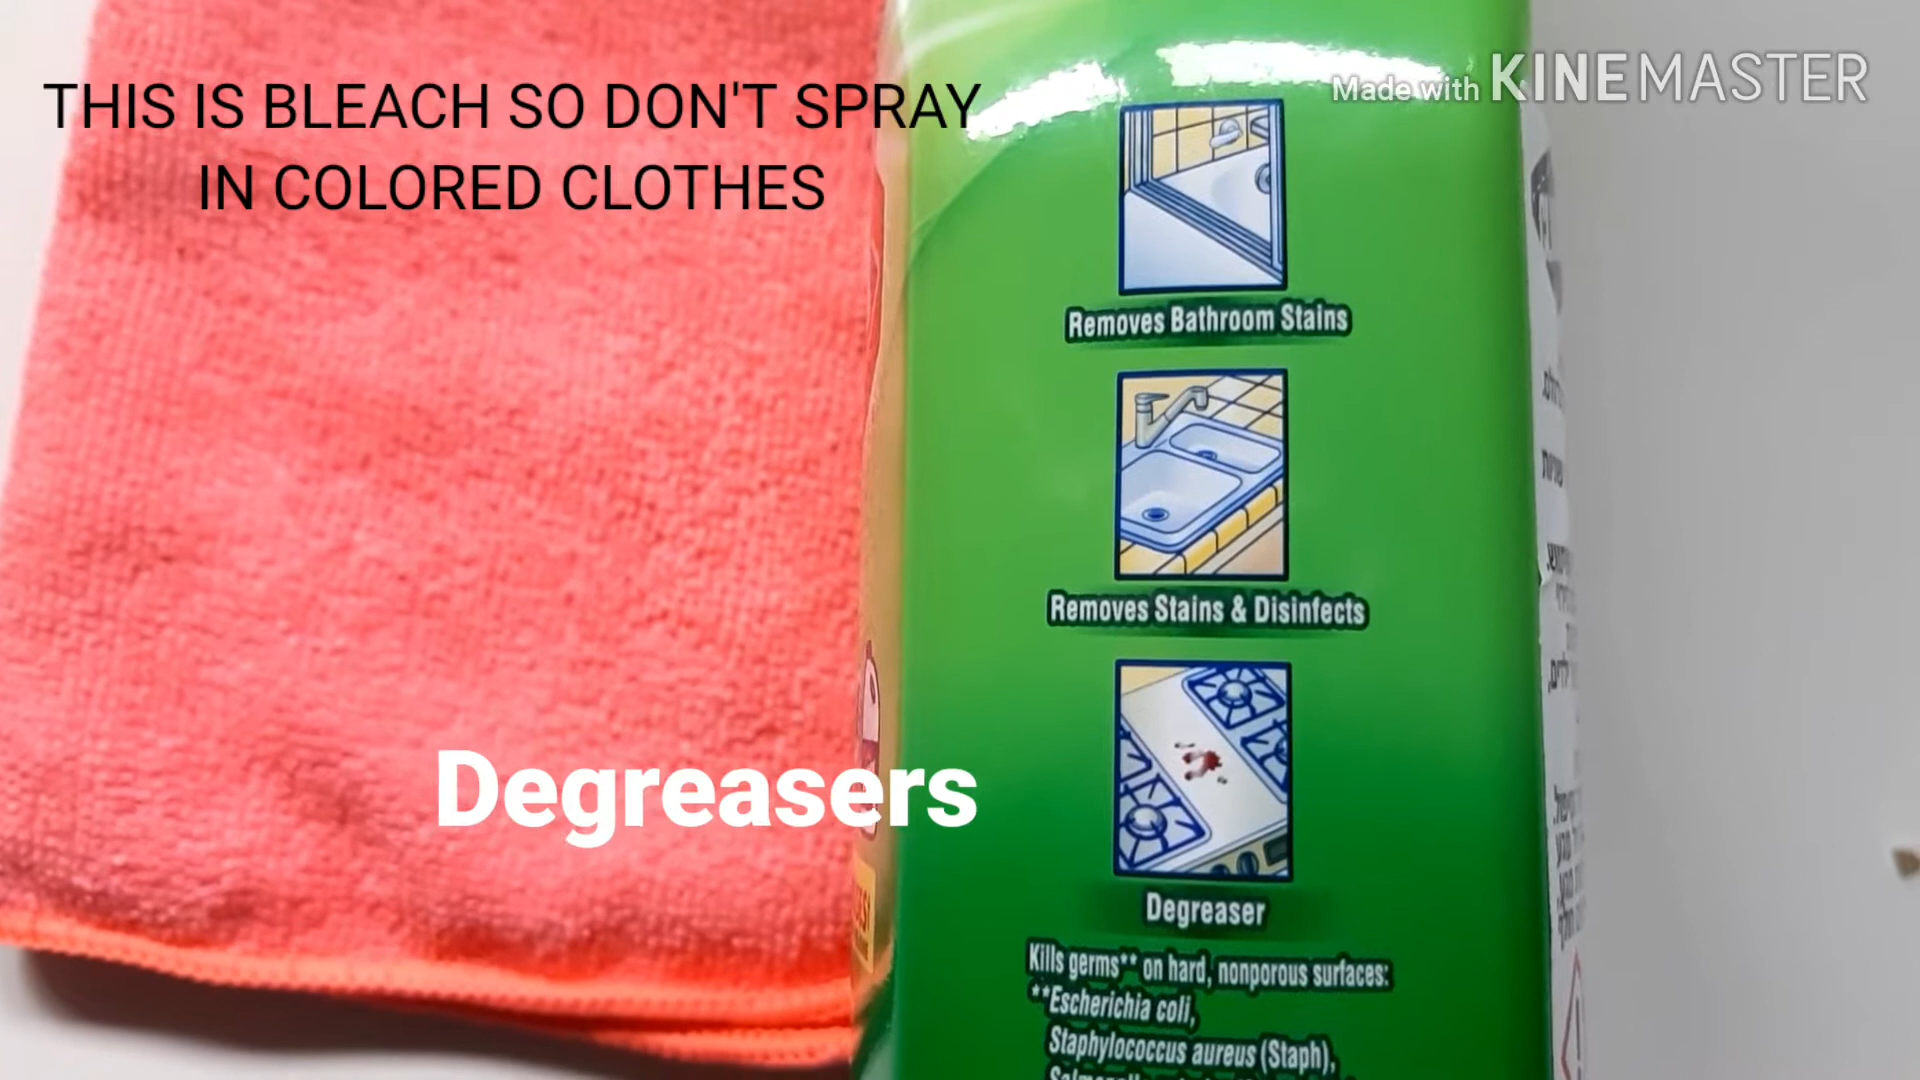 THIS IS BLEACH SO DON'T SPRAY
IN COLORED CLOTHES
Made with KINEMASTER
Removes Bathroom Stains
Removes Stains & Disinfects
Degreasers
Degreaser
Kills germs** on hard, nonporous surfaces:
**Escherichia coli,
Staphylococcus aureus (Staph),